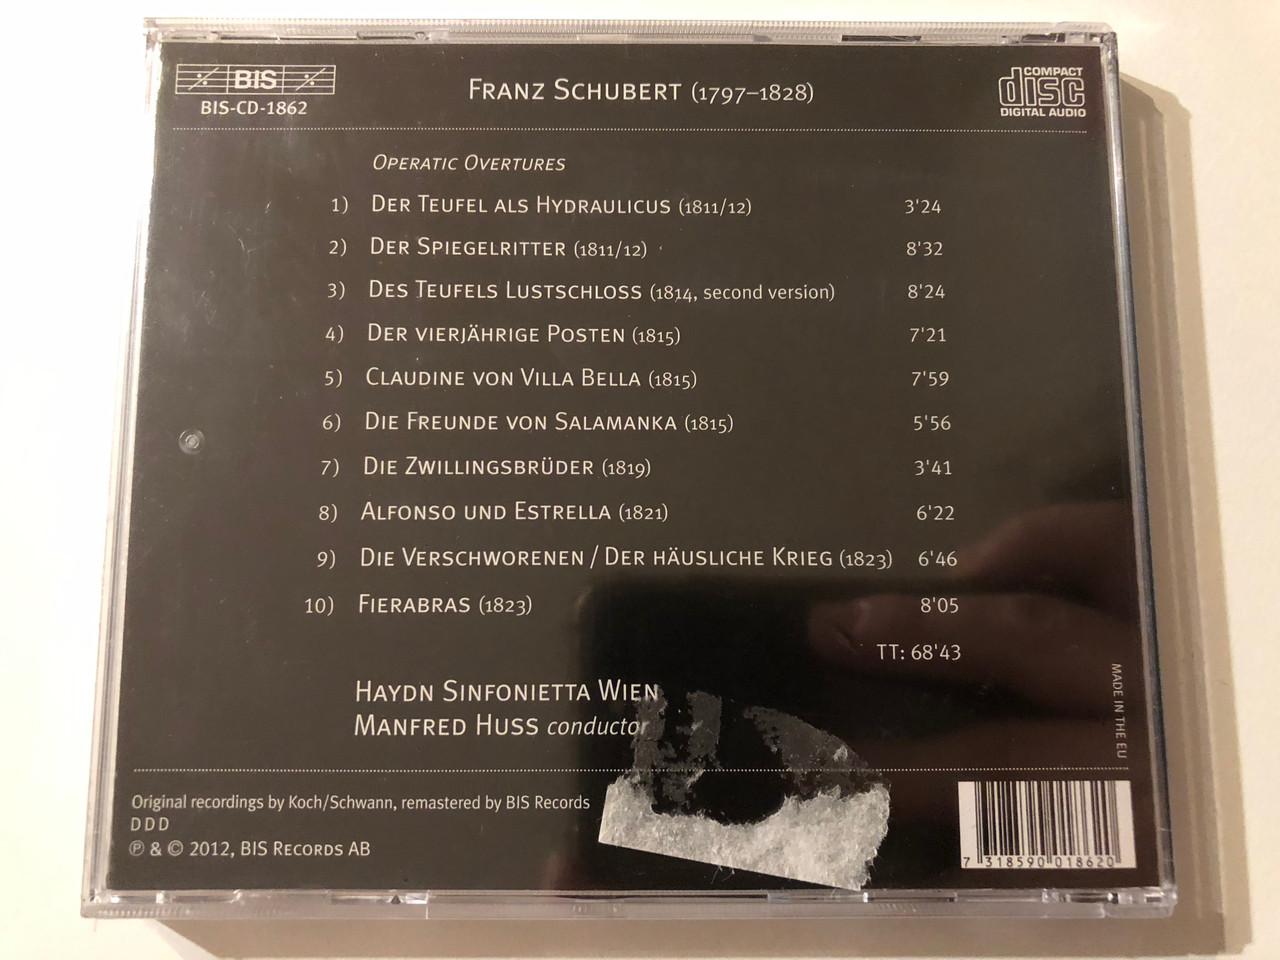 BIS
BIS-CD-1862
FRANZ SCHUBERT (1797–1828)
COMPACT
disc
DIGITAL AUDIO
OPERATIC OVERTURES
1) DER TEUFEL ALS HYDRAULICUS (1811/12) 3'24
2) DER SPIEGELRITTER (1811/12) 8'32
3) DES TEUFELS LUSTSCHLOSS (1814, second version) 8'24
4) DER VIERJÄHRIGE POSTEN (1815) 7'21
5) CLAUDINE VON VILLA BELLA (1815) 7'59
6) DIE FREUNDE VON SALAMANKA (1815) 5'56
7) DIE ZWILLINGSBRÜDER (1819) 3'41
8) ALFONSO UND ESTRELLA (1821) 6'22
9) DIE VERSCHWORENEN / DER HÄUSLICHE KRIEG (1823) 6'46
10) FIERABRAS (1823) 8'05
TT: 68'43
HAYDN SINFONIETTA WIEN
MANFRED HUSS conductor
MADE IN THE EU
Original recordings by Koch/Schwann, remastered by BIS Records
DDD
℗ & © 2012, BIS RECORDS AB
7 318590 018620